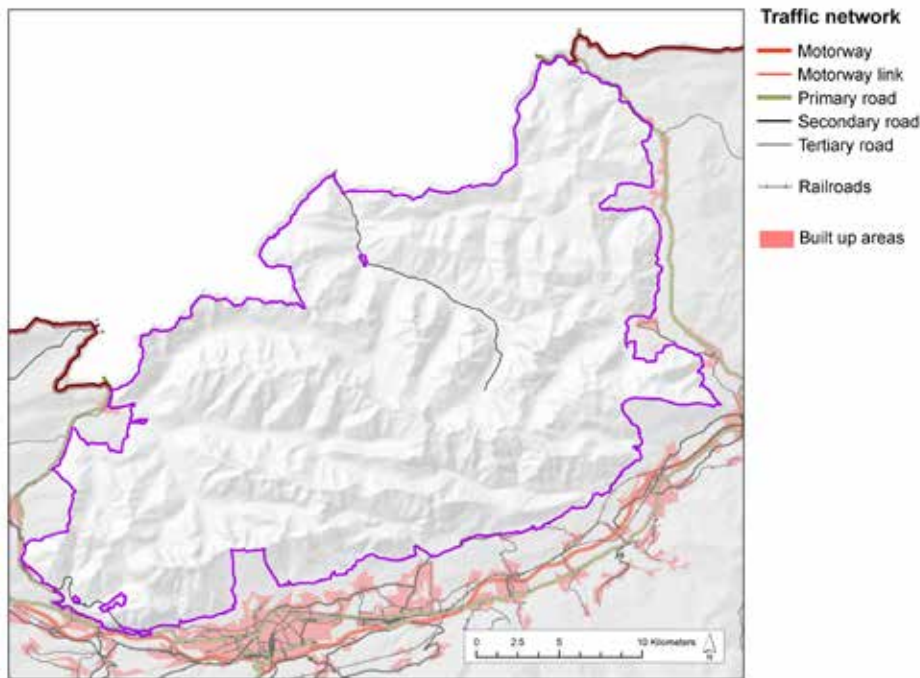 Traffic network
Motorway
Motorway link
Primary road
Secondary road
Tertiary road
Railroads
Built up areas
0 2.5 5 10 Kilometers
N